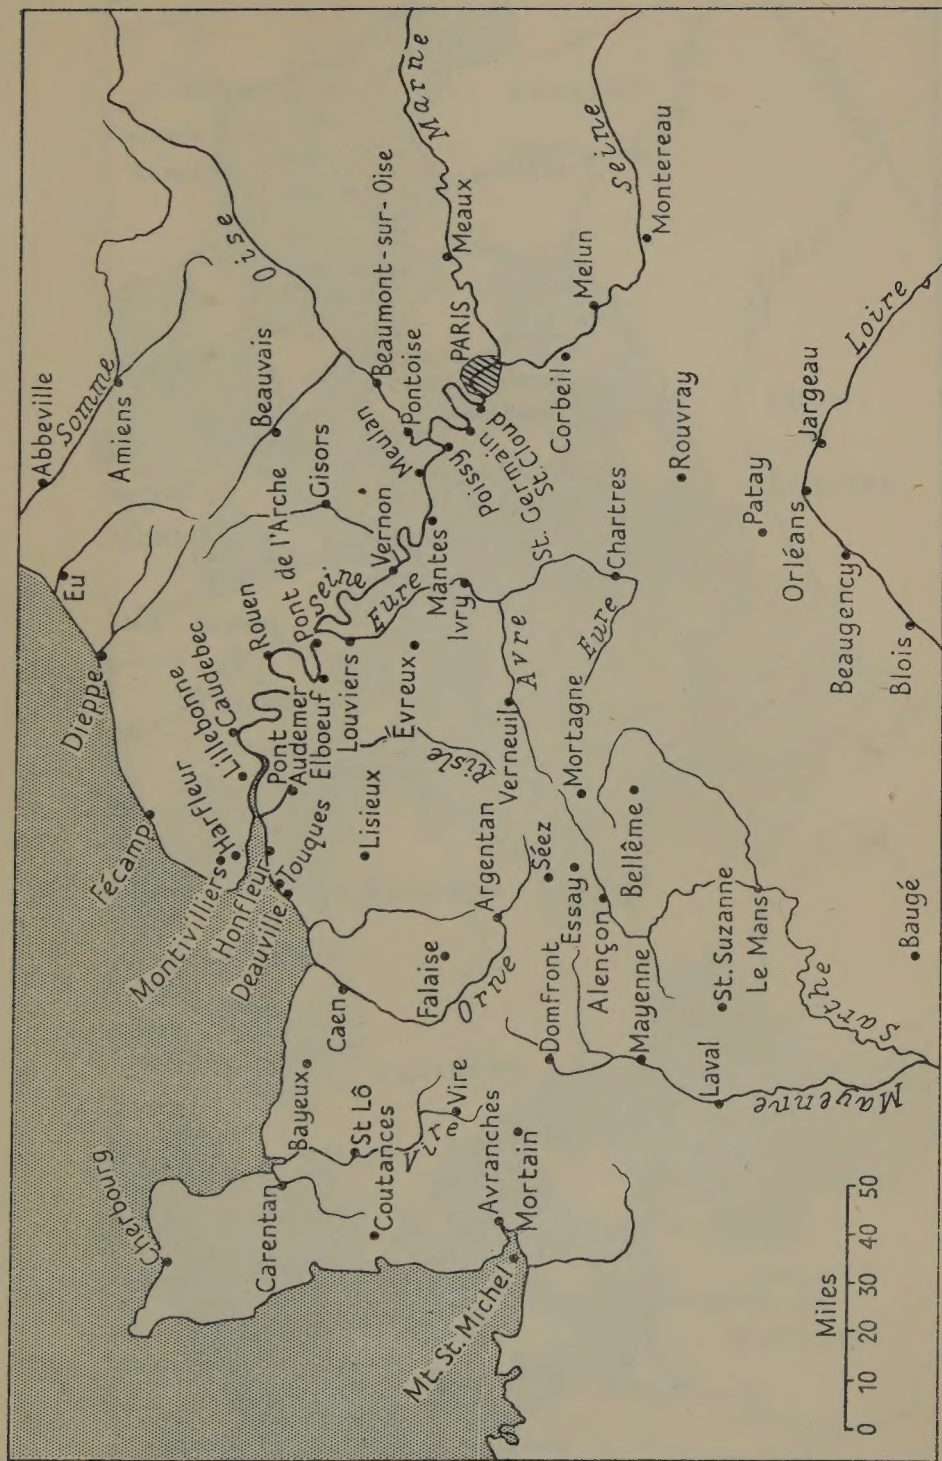 Abbeville
Somme
Amiens
Eu
Dieppe
Oise
Beauvais
Beaumont-sur-Oise
Marne
Meaux
Fécamp
Lillebonne
Caudebec
Rouen
Pont de l'Arche
Gisors
Meulan
Pontoise
PARIS
Montivilliers
Harfleur
Honfleur
Deauville
Touques
Pont
Audemer
Elboeuf
Louviers
Seine
Vernon
Eure
Mantes
Poissy
St. Germain
St. Cloud
Corbeil
Melun
Seine
Montereau
Cherbourg
Carentan
Bayeux
Caen
Lisieux
Risle
Evreux
Ivry
St Lô
Coutances
Vire
Vire
Falaise
Orne
Argentan
Verneuil
Avre
Eure
Chartres
Rouvray
Mt. St. Michel
Avranches
Mortain
Domfront
Séez
Essay
Alençon
Mortagne
Bellême
Patay
Orléans
Jargeau
Loire
Mayenne
Laval
Mayenne
St. Suzanne
Le Mans
Sarthe
Baugé
Beaugency
Blois
Miles
0 10 20 30 40 50